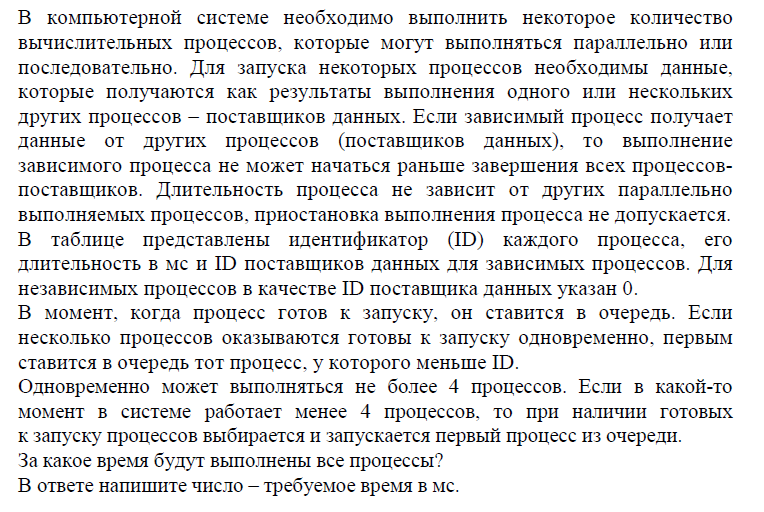 В компьютерной системе необходимо выполнить некоторое количество
вычислительных процессов, которые могут выполняться параллельно или
последовательно. Для запуска некоторых процессов необходимы данные,
которые получаются как результаты выполнения одного или нескольких
других процессов – поставщиков данных. Если зависимый процесс получает
данные от других процессов (поставщиков данных), то выполнение
зависимого процесса не может начаться раньше завершения всех процессов-
поставщиков. Длительность процесса не зависит от других параллельно
выполняемых процессов, приостановка выполнения процесса не допускается.
В таблице представлены идентификатор (ID) каждого процесса, его
длительность в мс и ID поставщиков данных для зависимых процессов. Для
независимых процессов в качестве ID поставщика данных указан 0.
В момент, когда процесс готов к запуску, он ставится в очередь. Если
несколько процессов оказываются готовы к запуску одновременно, первым
ставится в очередь тот процесс, у которого меньше ID.
Одновременно может выполняться не более 4 процессов. Если в какой-то
момент в системе работает менее 4 процессов, то при наличии готовых
к запуску процессов выбирается и запускается первый процесс из очереди.
За какое время будут выполнены все процессы?
В ответе напишите число – требуемое время в мс.